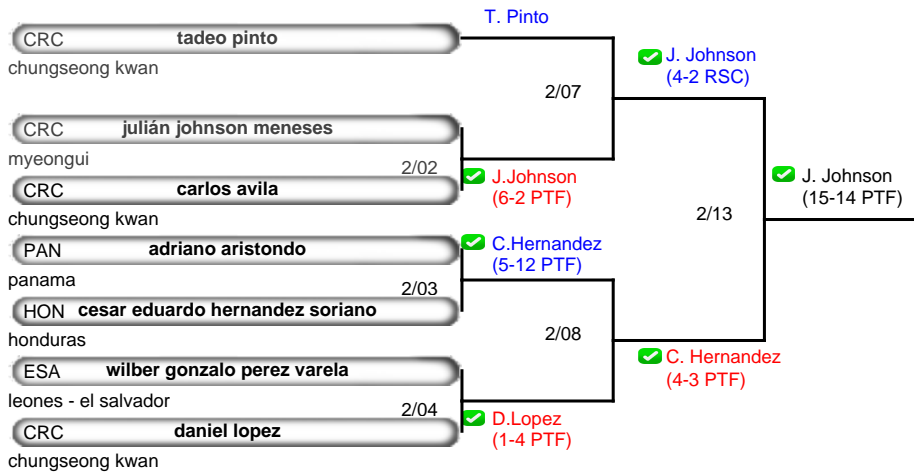 T. Pinto
CRC tadeo pinto
chungseong kwan
J. Johnson
(4-2 RSC)
2/07
CRC julián johnson meneses
myeongui
2/02
J.Johnson
(6-2 PTF)
CRC carlos avila
chungseong kwan
J. Johnson
(15-14 PTF)
2/13
PAN adriano aristondo
panama
C.Hernandez
(5-12 PTF)
2/03
HON cesar eduardo hernandez soriano
honduras
2/08
C. Hernandez
(4-3 PTF)
ESA wilber gonzalo perez varela
leones - el salvador
2/04
D.Lopez
(1-4 PTF)
CRC daniel lopez
chungseong kwan